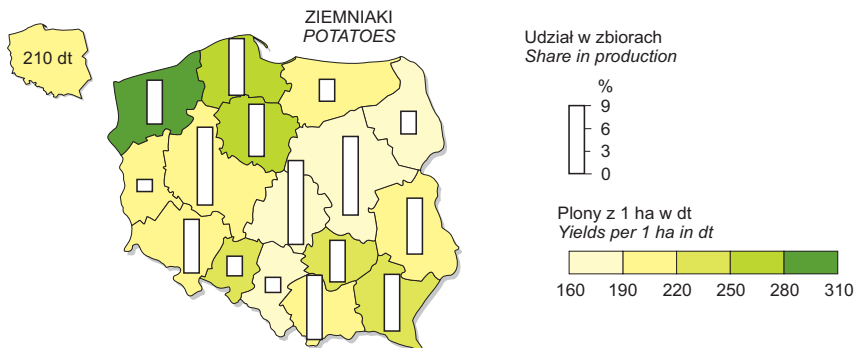 ZIEMNIAKI
POTATOES
210 dt
Udział w zbiorach
Share in production
%
9
6
3
0
Plony z 1 ha w dt
Yields per 1 ha in dt
160 190 220 250 280 310